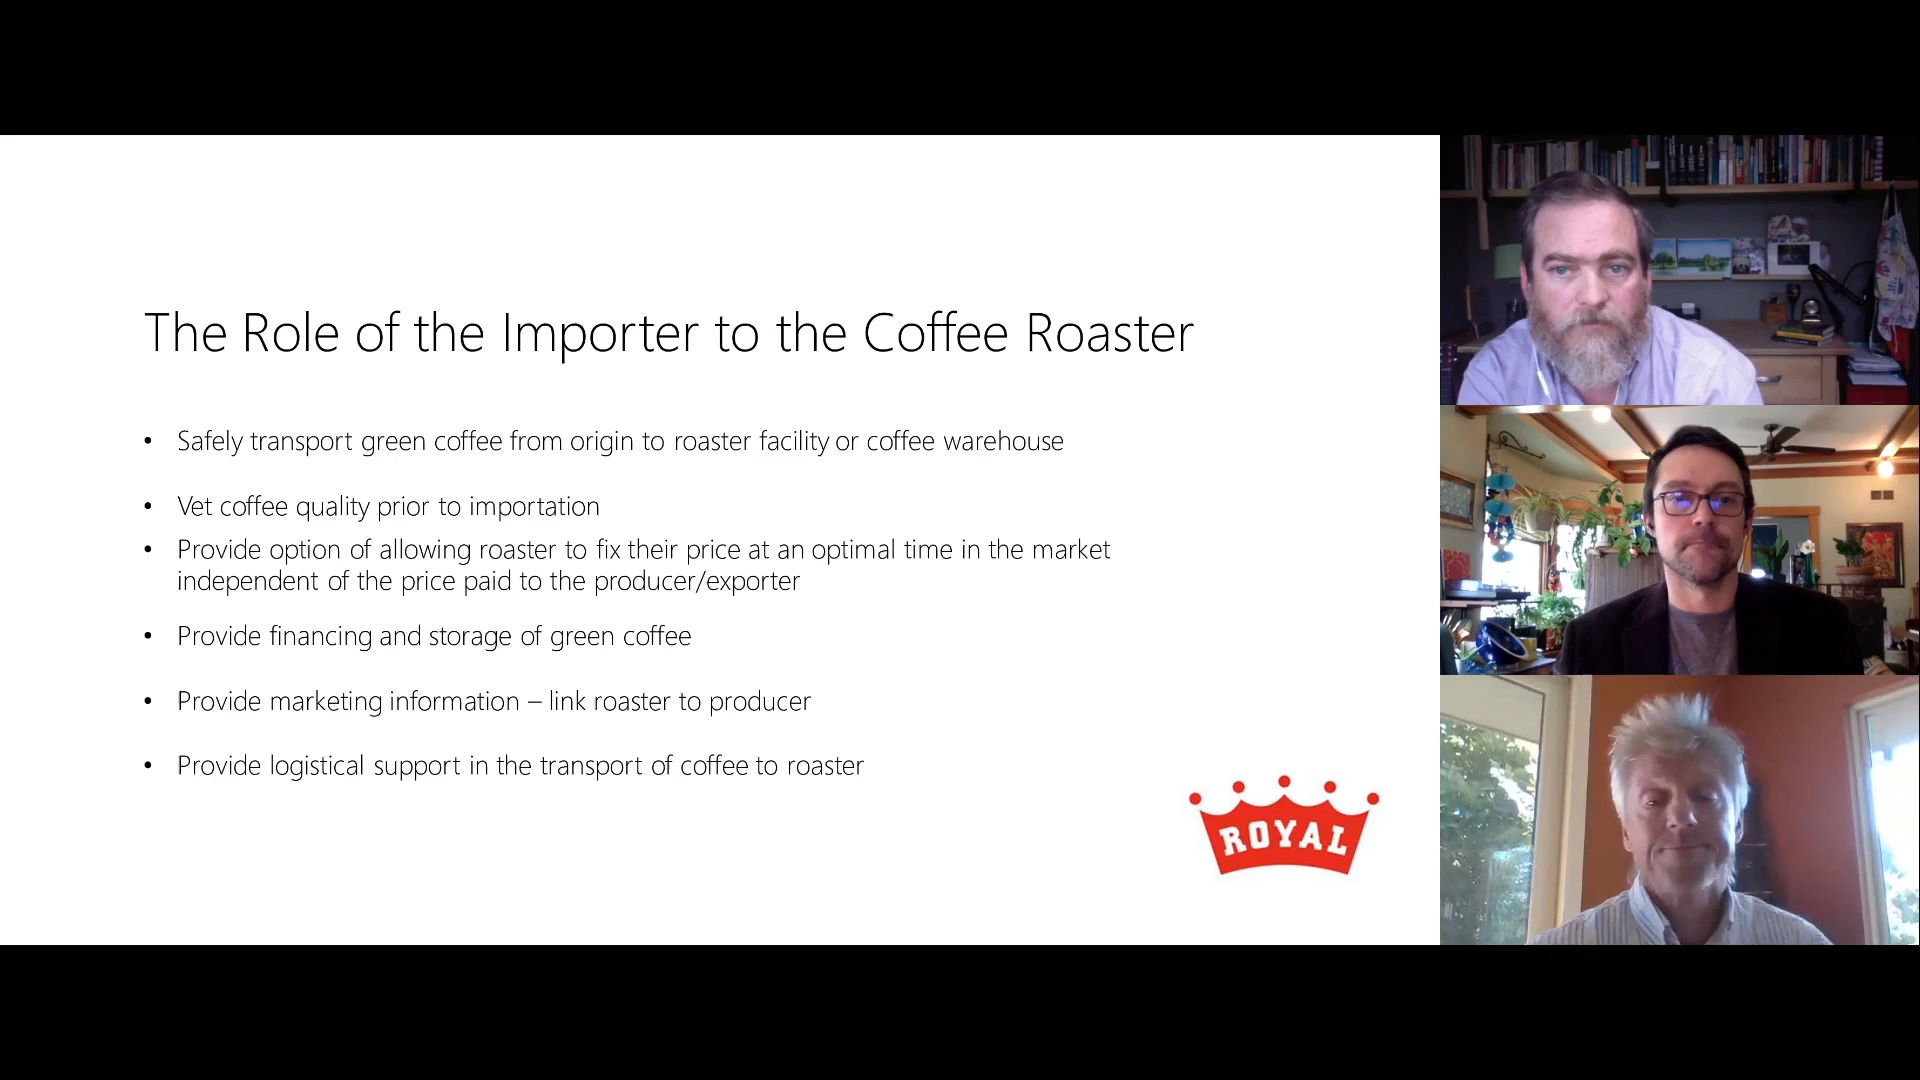 The Role of the Importer to the Coffee Roaster
• Safely transport green coffee from origin to roaster facility or coffee warehouse
• Vet coffee quality prior to importation
• Provide option of allowing roaster to fix their price at an optimal time in the market
independent of the price paid to the producer/exporter
• Provide financing and storage of green coffee
• Provide marketing information – link roaster to producer
• Provide logistical support in the transport of coffee to roaster
ROYAL